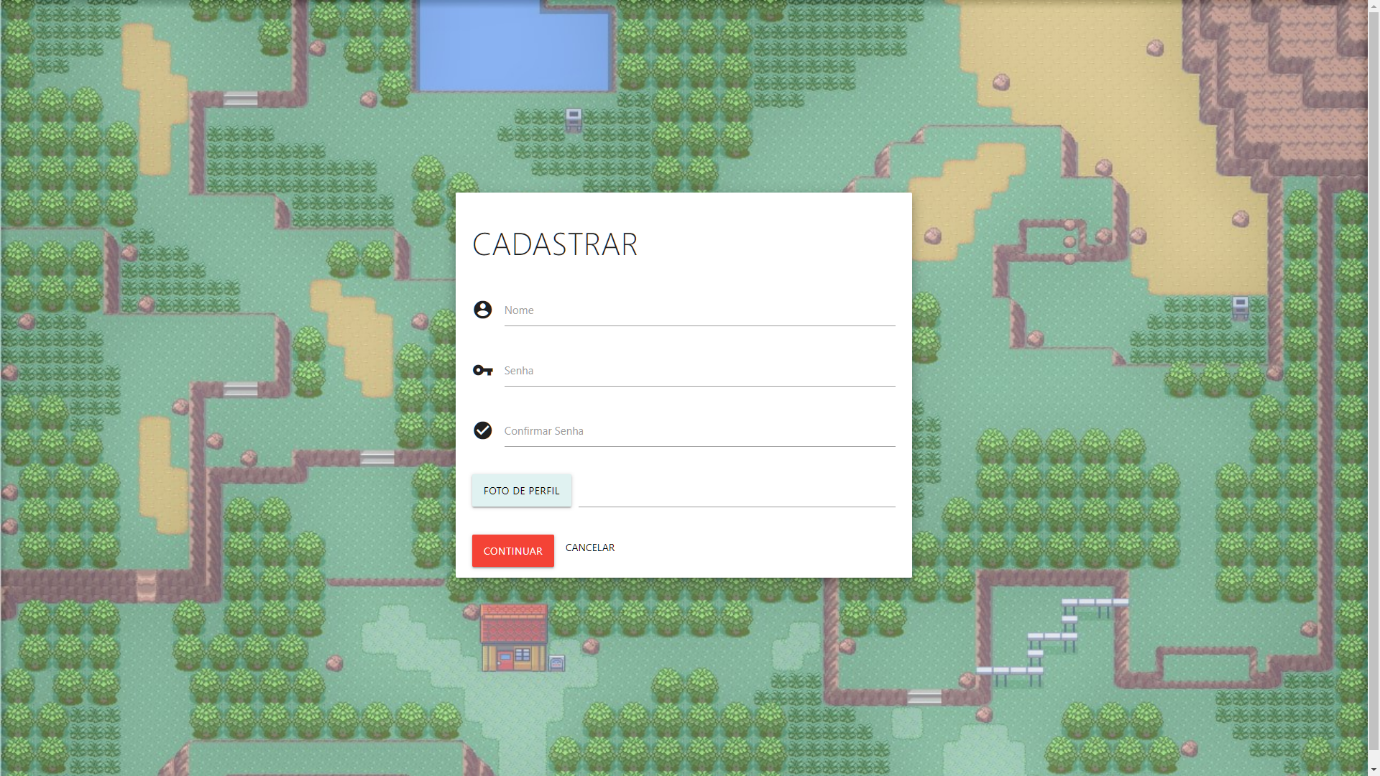 CADASTRAR
Nome
Senha
Confirmar Senha
FOTO DE PERFIL
CONTINUAR CANCELAR